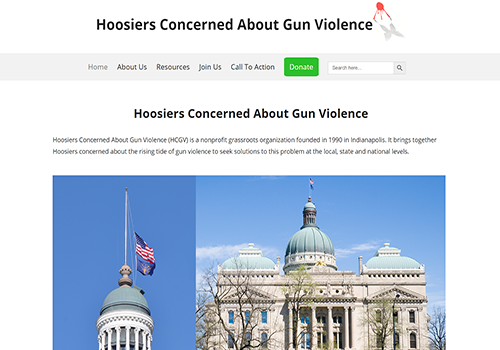 Hoosiers Concerned About Gun Violence
Home About Us Resources Join Us Call To Action Donate Search here...
Hoosiers Concerned About Gun Violence
Hoosiers Concerned About Gun Violence (HCGV) is a nonprofit grassroots organization founded in 1990 in Indianapolis. It brings together
Hoosiers concerned about the rising tide of gun violence to seek solutions to this problem at the local, state and national levels.